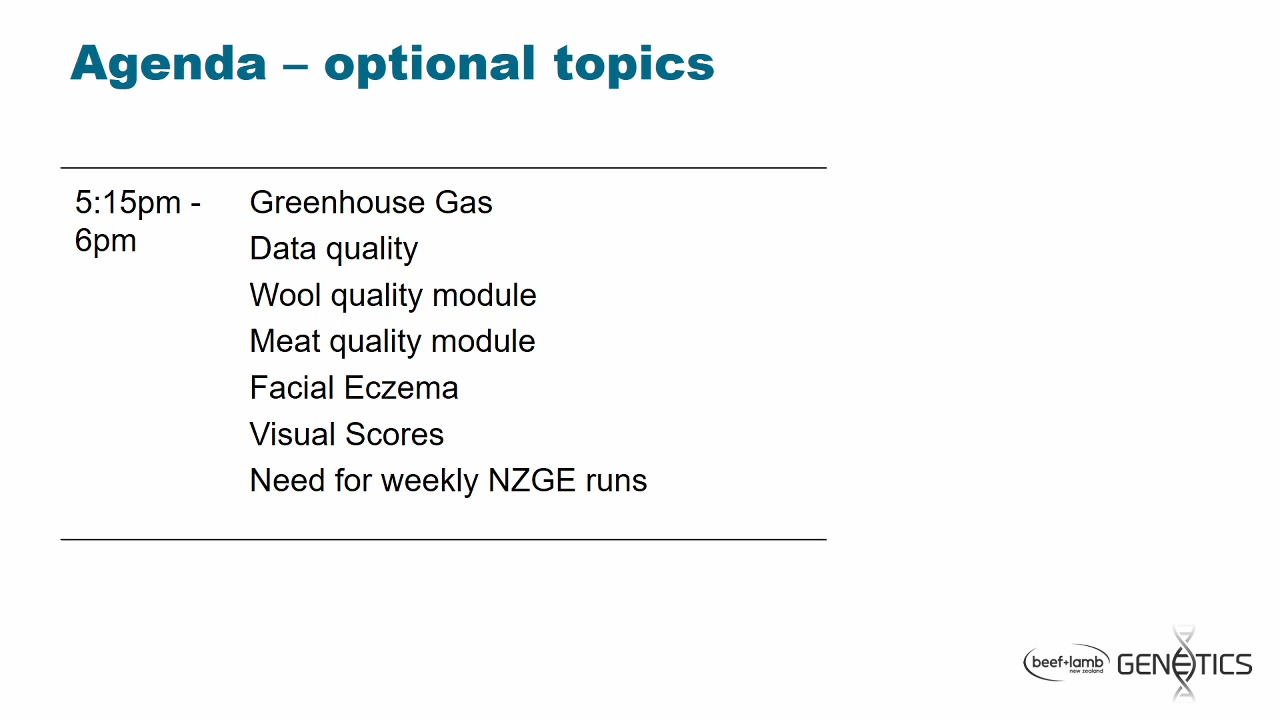 Agenda – optional topics
5:15pm -
6pm
Greenhouse Gas
Data quality
Wool quality module
Meat quality module
Facial Eczema
Visual Scores
Need for weekly NZGE runs
beef+lamb
new zealand
GENETICS